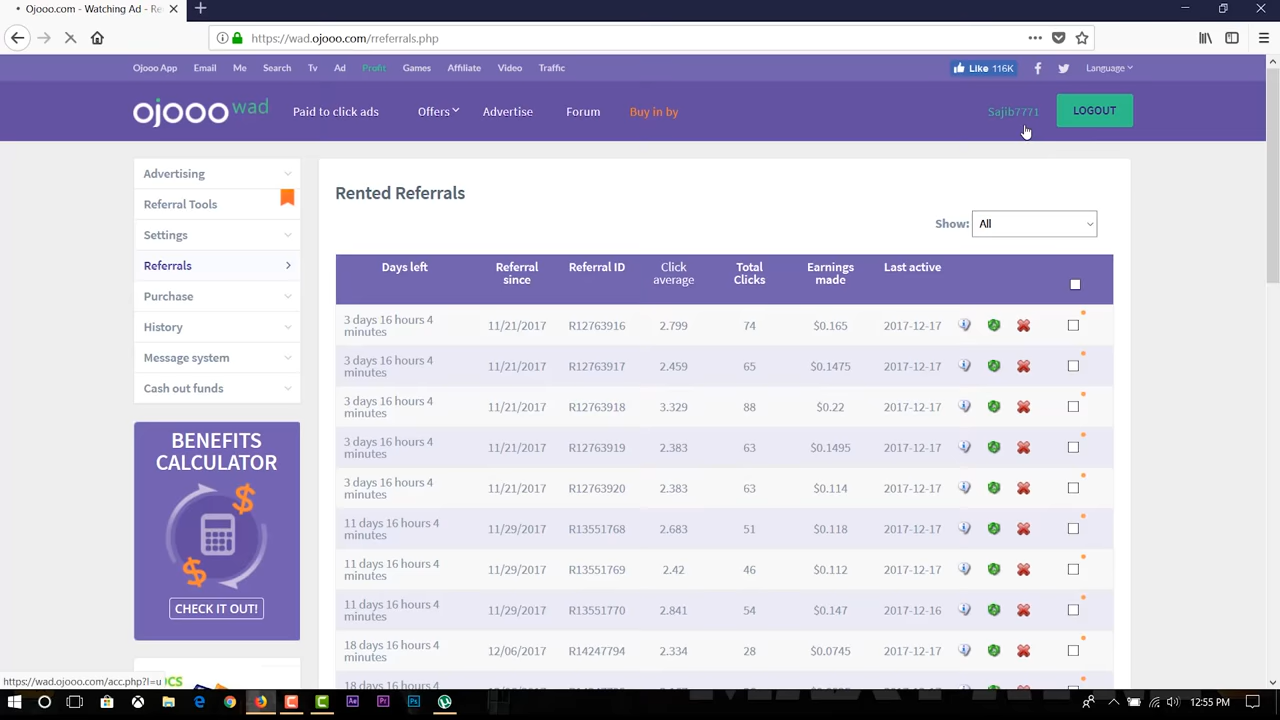 Ojooo.com - Watching Ad - Re
https://wad.ojooo.com/rreferrals.php
Ojooo App Email Me Search Tv Ad Profit Games Affiliate Video Traffic Like 116K Language
ojooo wad Paid to click ads Offers Advertise Forum Buy in by Sajib7771 LOGOUT
Advertising
Referral Tools
Settings
Referrals
Purchase
History
Message system
Cash out funds
BENEFITS
CALCULATOR
CHECK IT OUT!
Rented Referrals
Show: All
Days left Referral since Referral ID Click average Total Clicks Earnings made Last active
3 days 16 hours 4 minutes 11/21/2017 R12763916 2.799 74 $0.165 2017-12-17
3 days 16 hours 4 minutes 11/21/2017 R12763917 2.459 65 $0.1475 2017-12-17
3 days 16 hours 4 minutes 11/21/2017 R12763918 3.329 88 $0.22 2017-12-17
3 days 16 hours 4 minutes 11/21/2017 R12763919 2.383 63 $0.1495 2017-12-17
3 days 16 hours 4 minutes 11/21/2017 R12763920 2.383 63 $0.114 2017-12-17
11 days 16 hours 4 minutes 11/29/2017 R13551768 2.683 51 $0.118 2017-12-17
11 days 16 hours 4 minutes 11/29/2017 R13551769 2.42 46 $0.112 2017-12-17
11 days 16 hours 4 minutes 11/29/2017 R13551770 2.841 54 $0.147 2017-12-16
18 days 16 hours 4 minutes 12/06/2017 R14247794 2.334 28 $0.0745 2017-12-17
18 days 16 hours 4
https://wad.ojooo.com/acc.php?l=u
12:55 PM